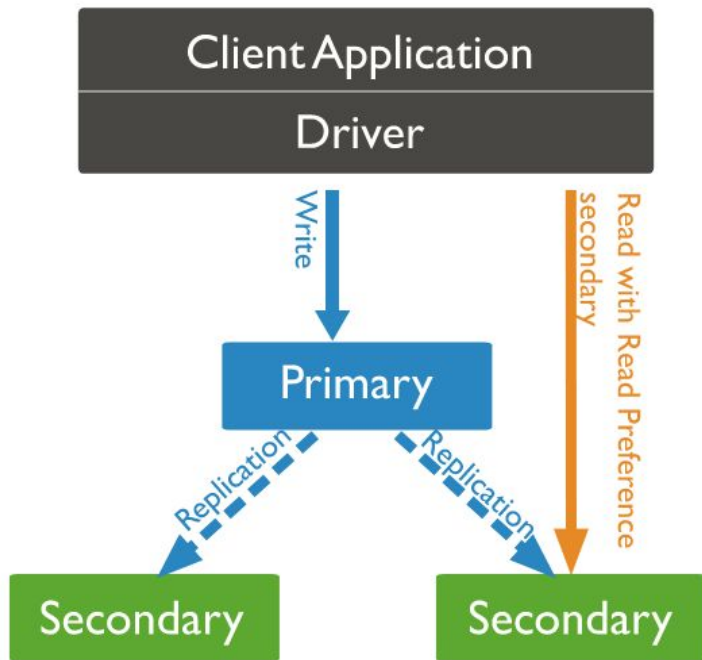 Client Application
Driver
Write
Read with Read Preference
secondary
Primary
Replication
Replication
Secondary
Secondary